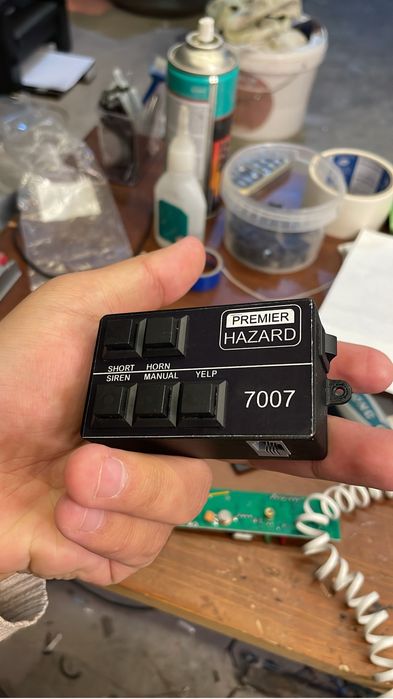 PREMIER
HAZARD
SHORT HORN
SIREN MANUAL YELP
7007